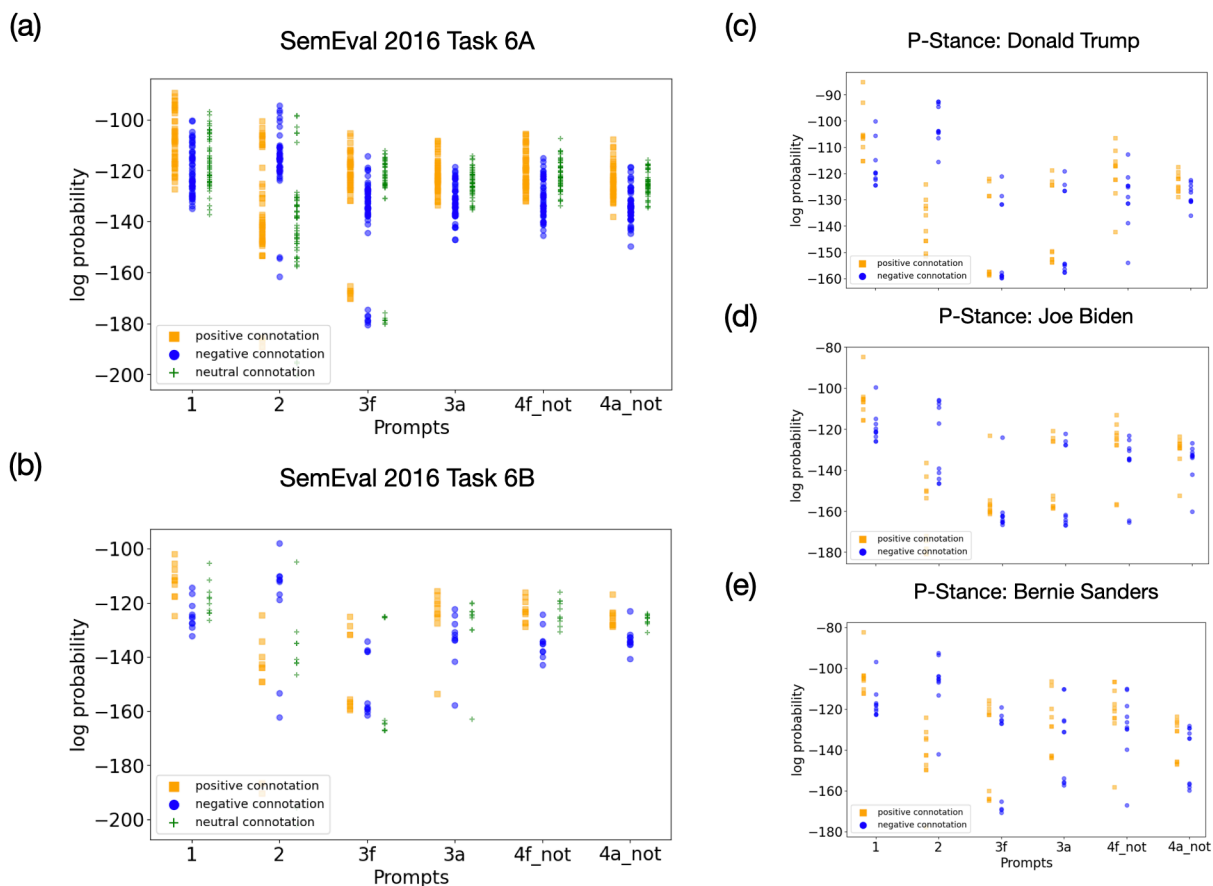 (a)
SemEval 2016 Task 6A
log probability
−100
−120
−140
−160
−180
−200
positive connotation
negative connotation
neutral connotation
1 2 3f 3a 4f_not 4a_not
Prompts
(b)
SemEval 2016 Task 6B
log probability
−100
−120
−140
−160
−180
−200
positive connotation
negative connotation
neutral connotation
1 2 3f 3a 4f_not 4a_not
Prompts
(c)
P-Stance: Donald Trump
log probability
−90
−100
−110
−120
−130
−140
−150
−160
positive connotation
negative connotation
(d)
P-Stance: Joe Biden
log probability
−80
−100
−120
−140
−160
−180
positive connotation
negative connotation
(e)
P-Stance: Bernie Sanders
log probability
−80
−100
−120
−140
−160
−180
positive connotation
negative connotation
1 2 3f 3a 4f_not 4a_not
Prompts